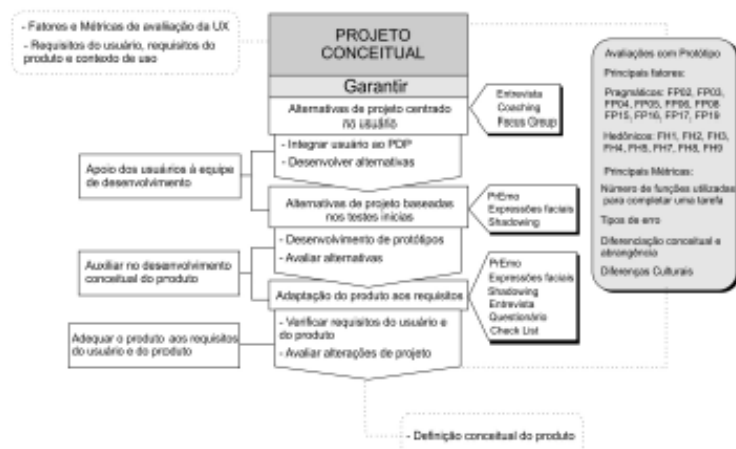 - Fatores e Métricas de avaliação da UX
- Requisitos do usuário, requisitos do
produto e contexto de uso
PROJETO
CONCEITUAL
Garantir
Alternativas de projeto centrado
no usuário
Entrevista
Coaching
Focus Group
- Integrar usuário ao PDP
- Desenvolver alternativas
Apoio dos usuários à equipe
de desenvolvimento
Alternativas de projeto baseadas
nos testes inicias
PrEmo
Expressões faciais
Shadowing
- Desenvolvimento de protótipos
- Avaliar alternativas
Auxiliar no desenvolvimento
conceitual do produto
Adaptação do produto aos requisitos
PrEmo
Expressões faciais
Shadowing
Entrevista
Questionário
Check List
- Verificar requisitos do usuário e
do produto
- Avaliar alterações de projeto
Adequar o produto aos requisitos
do usuário e do produto
- Definição conceitual do produto
Avaliações com Protótipo
Principais fatores:
Pragmáticos: FP02, FP03,
FP04, FP05, FP06, FP08
FP15, FP16, FP17, FP19
Hedônicos: FH1, FH2, FH3,
FH4, FH5, FH7, FH8, FH9
Principais Métricas:
Número de funções utilizadas
para completar uma tarefa
Tipos de erro
Diferenciação conceitual e
abrangência
Diferenças Culturais